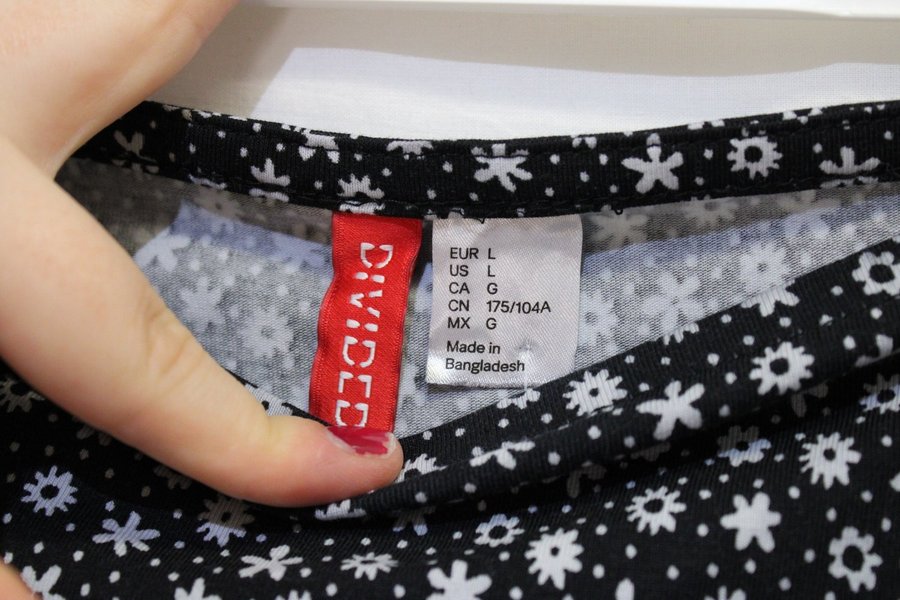 DIVIDED
EUR L
US L
CA G
CN 175/104A
MX G
Made in
Bangladesh